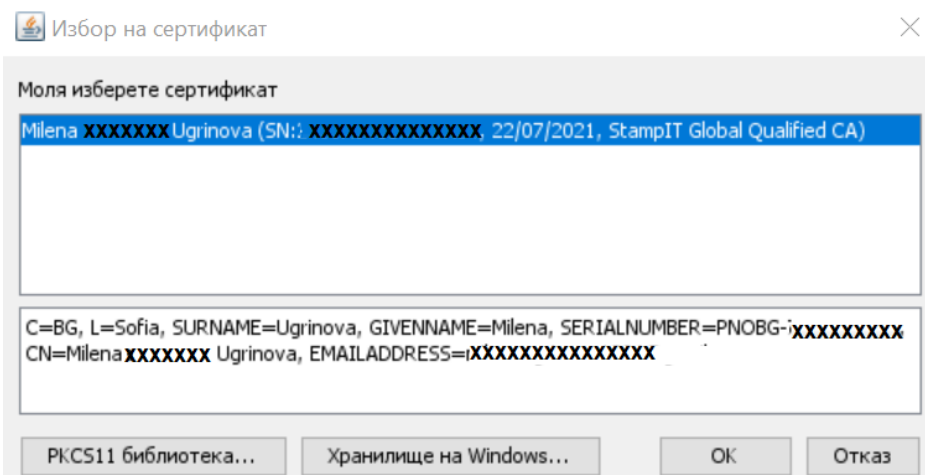 Избор на сертификат
Моля изберете сертификат
Milena xxxxxxx Ugrinova (SN:: xxxxxxxxxxxxxx, 22/07/2021, StampIT Global Qualified CA)
C=BG, L=Sofia, SURNAME=Ugrinova, GIVENNAME=Milena, SERIALNUMBER=PNOBG-xxxxxxxxx,
CN=Milena xxxxxxx Ugrinova, EMAILADDRESS=xxxxxxxxxxxxxxx
PKCS11 библиотека... Хранилище на Windows... OK Отказ